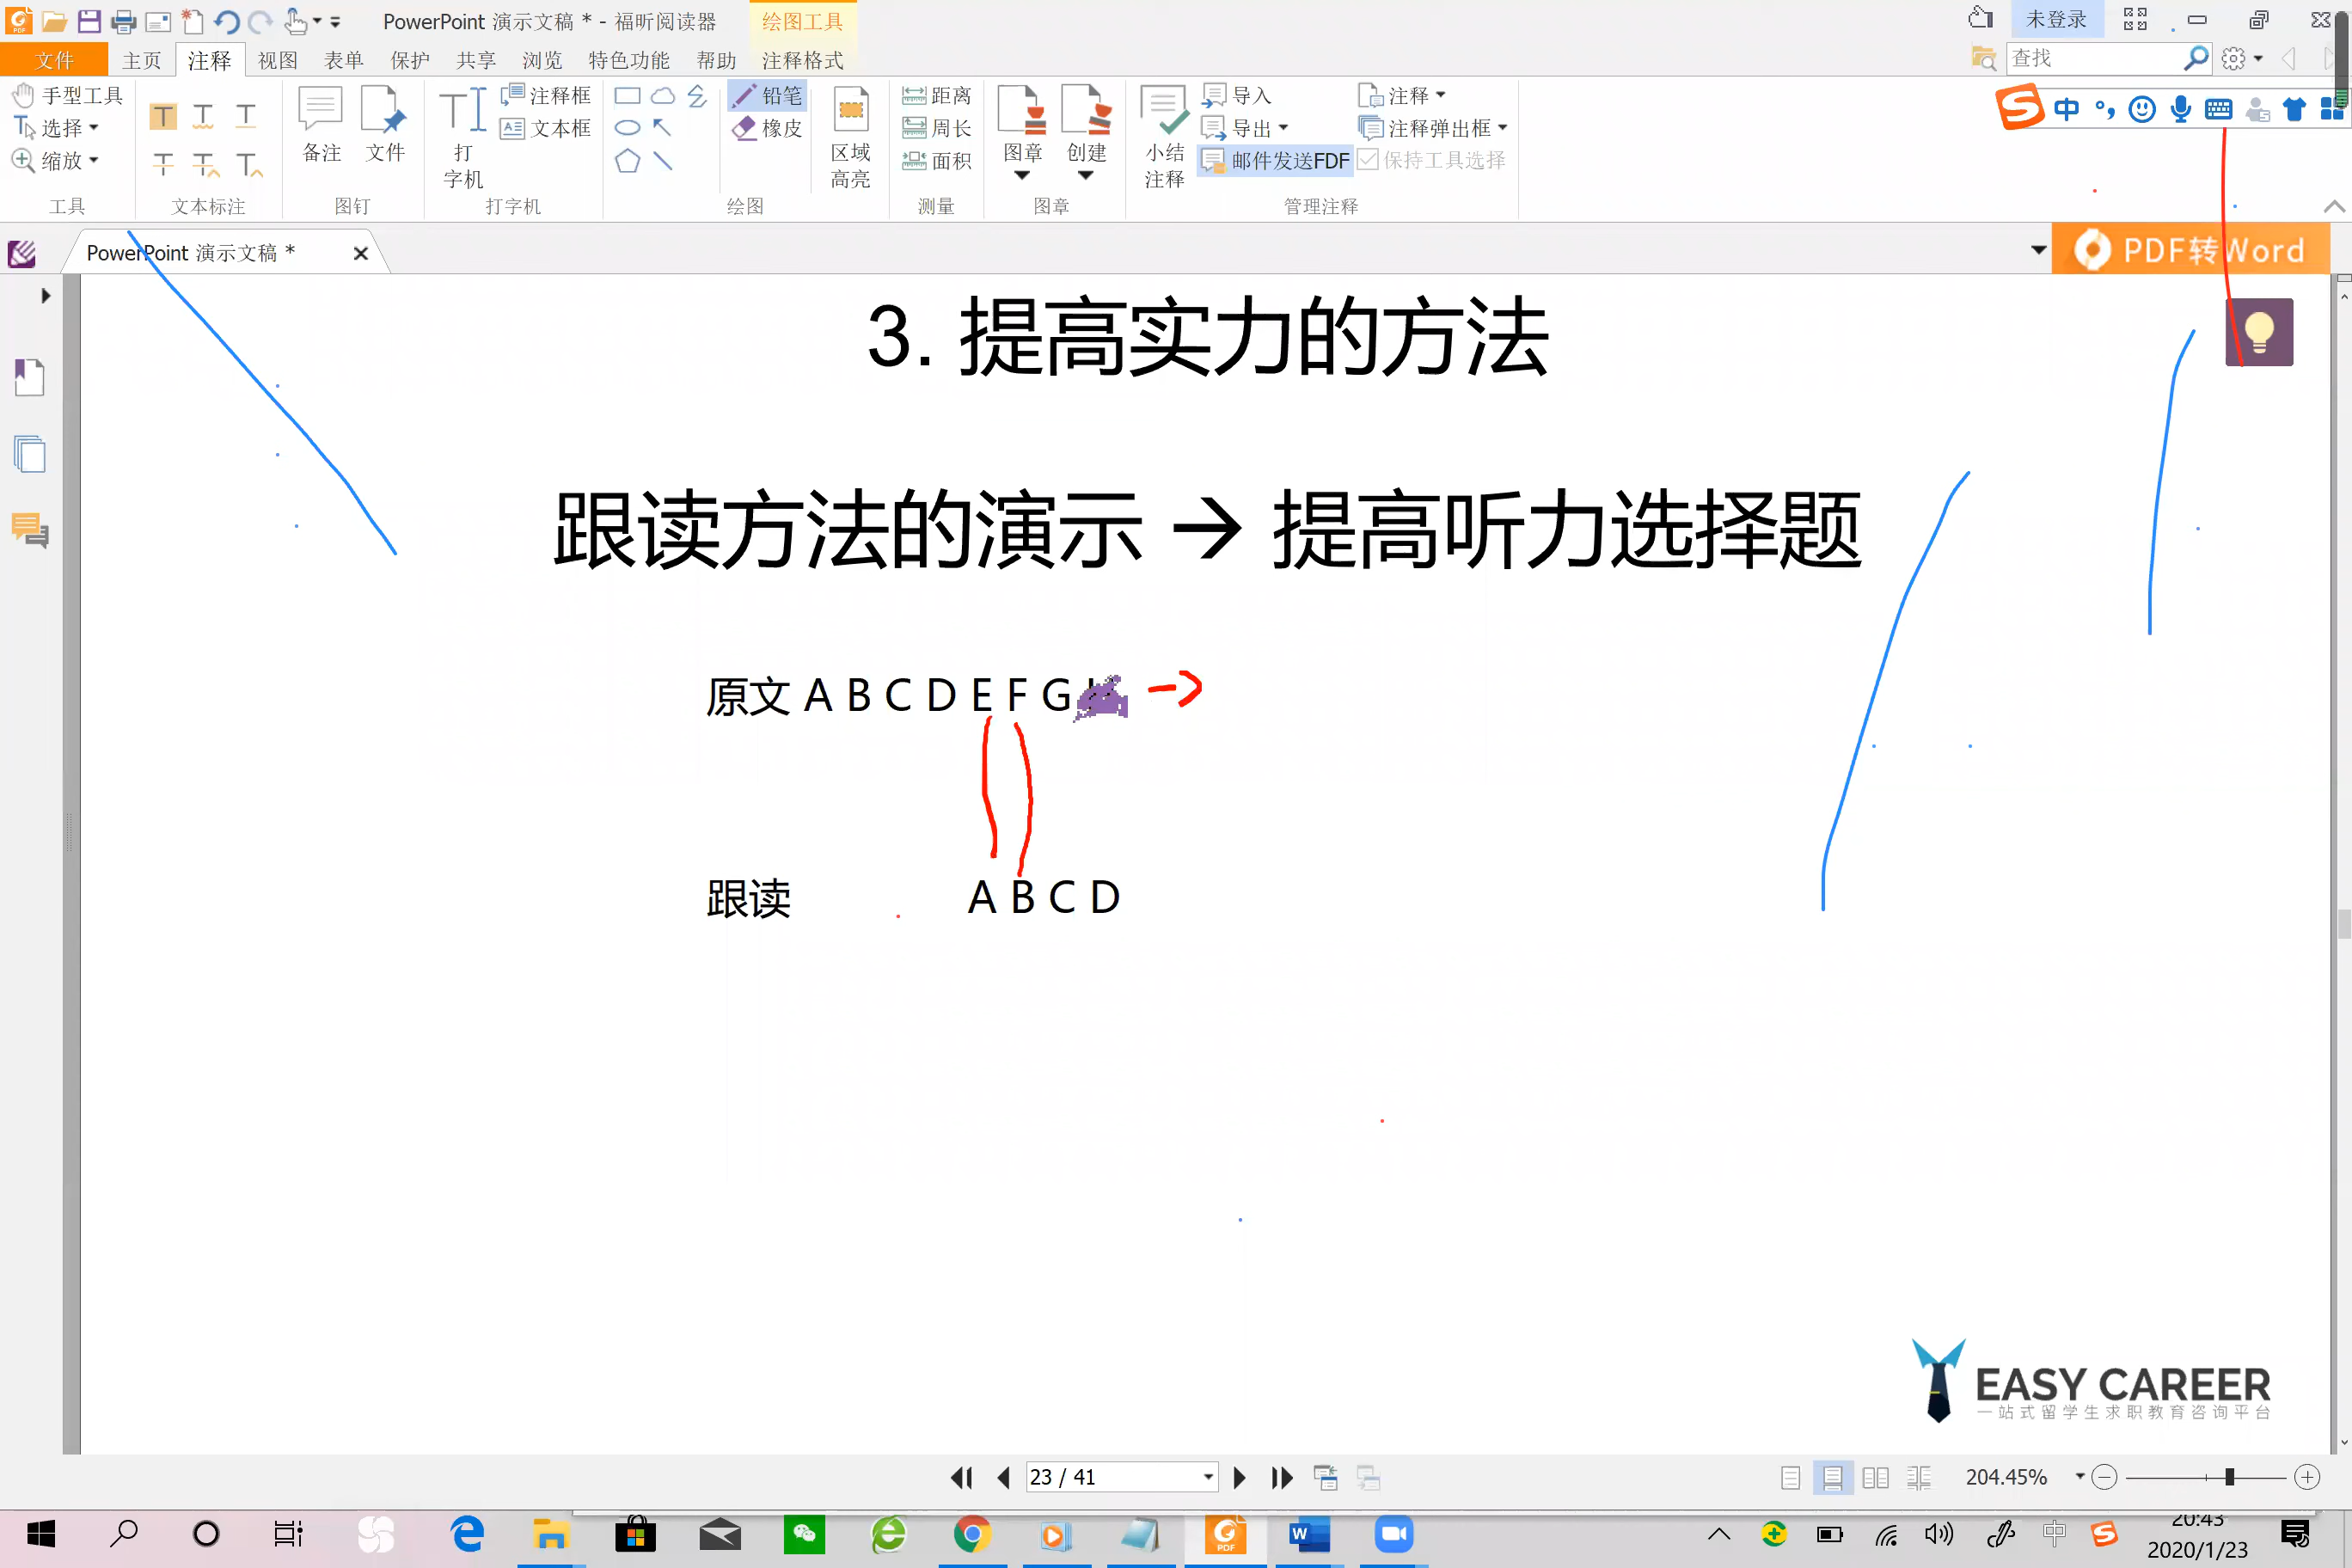 PowerPoint 演示文稿 * - 福昕阅读器
绘图工具
未登录
文件 主页 注释 视图 表单 保护 共享 浏览 特色功能 帮助 注释格式
查找
手型工具
选择
缩放
工具
文本标注
备注
文件
图钉
打
字机
注释框
文本框
打字机
铅笔
橡皮
绘图
区域
高亮
距离
周长
面积
测量
图章
创建
图章
小结
注释
导入
导出
邮件发送FDF
注释
注释弹出框
保持工具选择
管理注释
中
PowerPoint 演示文稿 *
PDF转Word
3. 提高实力的方法
跟读方法的演示 → 提高听力选择题
原文 A B C D E F G
跟读 A B C D
EASY CAREER
一站式留学生求职教育咨询平台
23 / 41
204.45%
中
20:43
2020/1/23